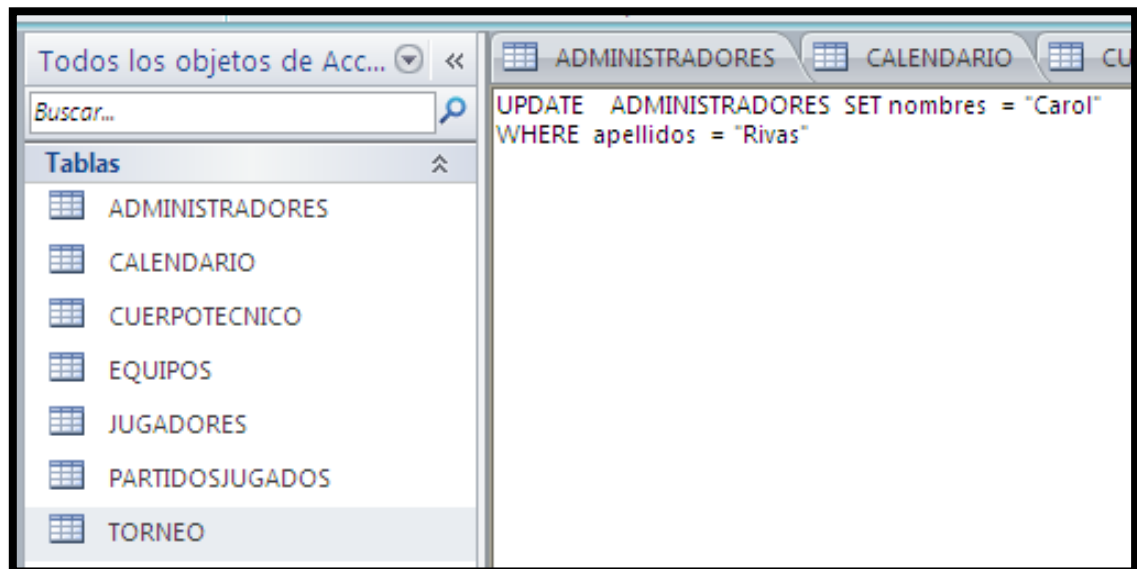 Todos los objetos de Acc...
Buscar...
Tablas
ADMINISTRADORES
CALENDARIO
CUERPOTECNICO
EQUIPOS
JUGADORES
PARTIDOSJUGADOS
TORNEO
ADMINISTRADORES CALENDARIO CU
UPDATE ADMINISTRADORES SET nombres = "Carol"
WHERE apellidos = "Rivas"